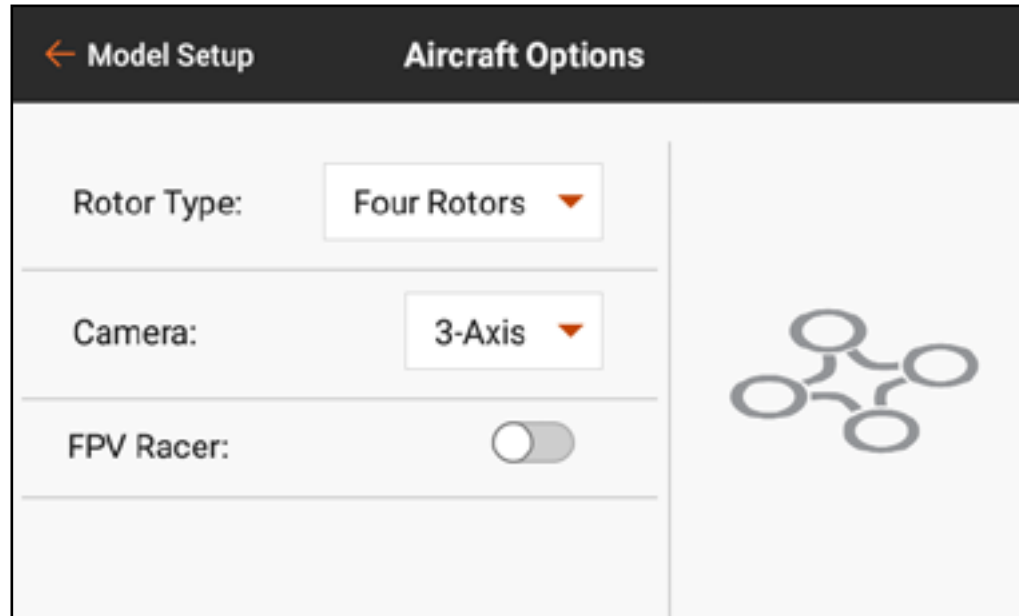 ← Model Setup Aircraft Options
Rotor Type: Four Rotors
Camera: 3-Axis
FPV Racer: